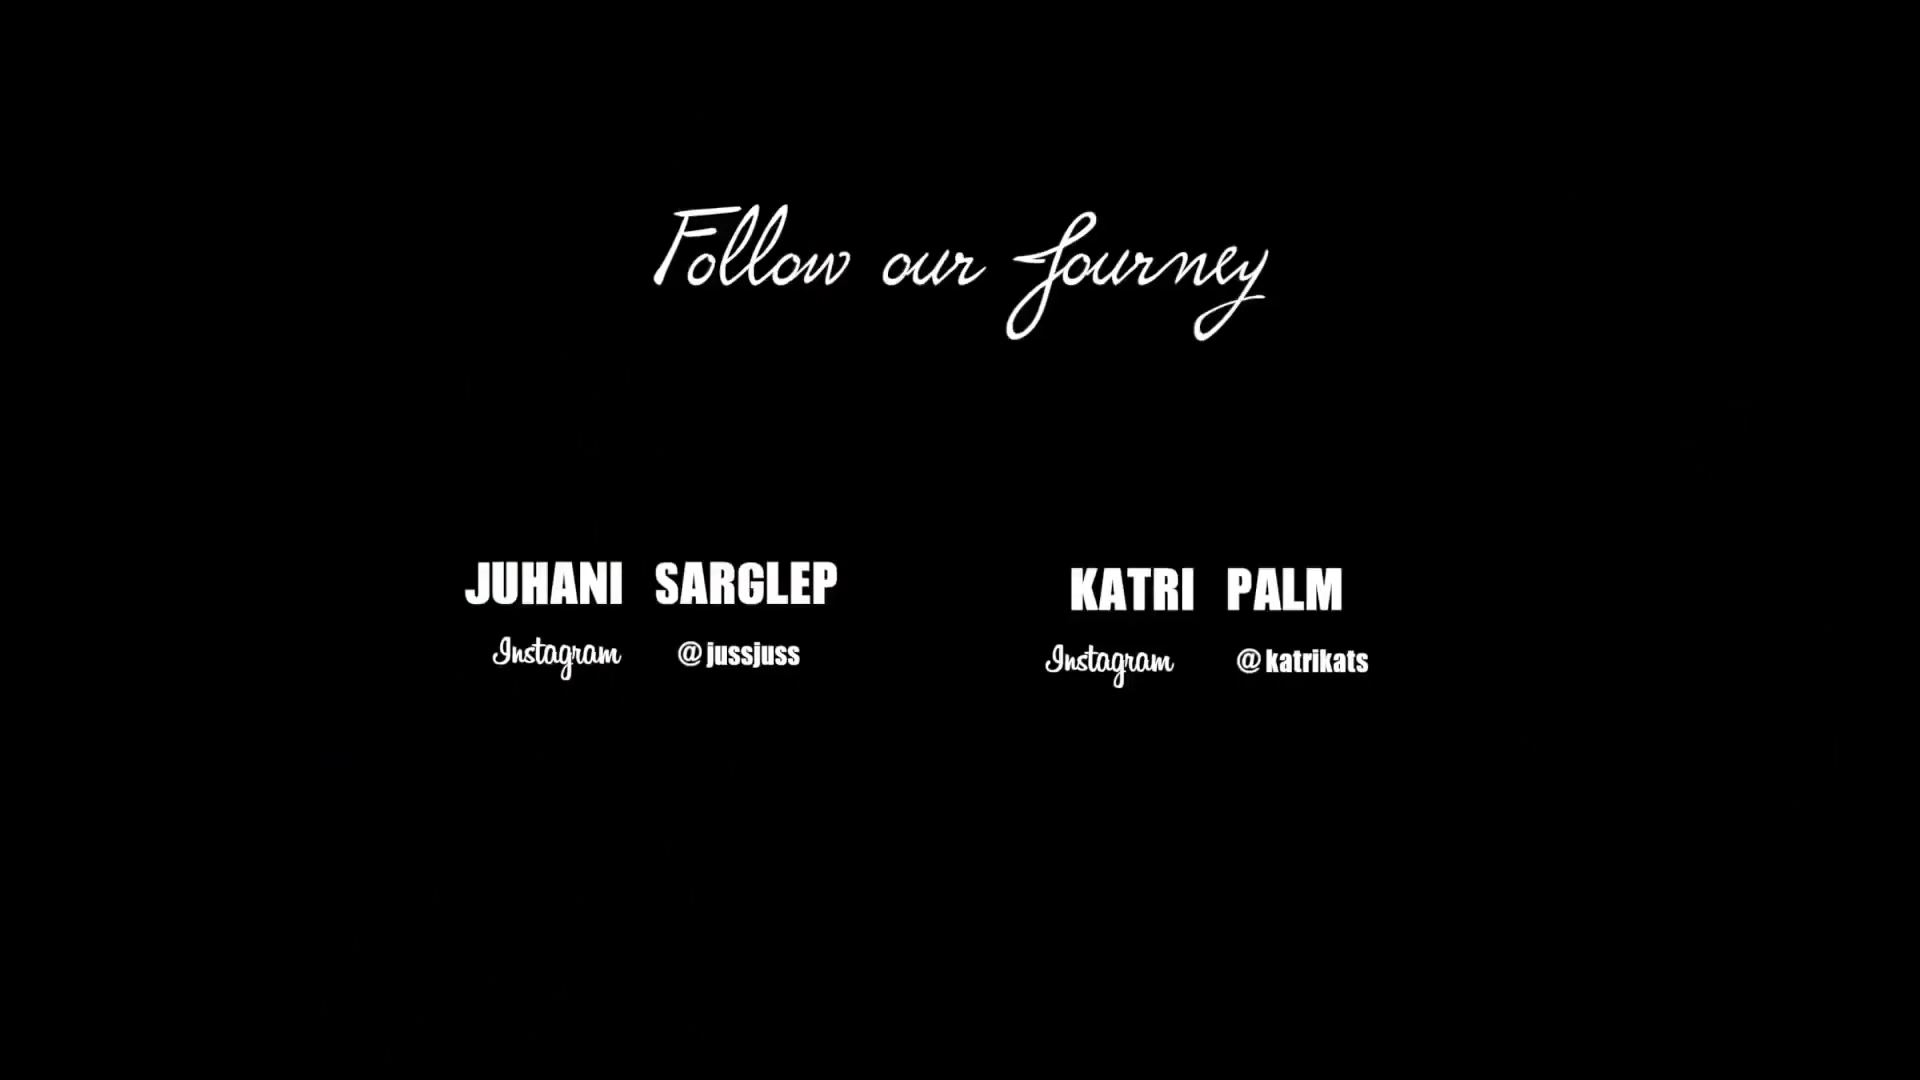 Follow our Journey
JUHANI SARGLEP
Instagram @jussjuss
KATRI PALM
Instagram @katrikats